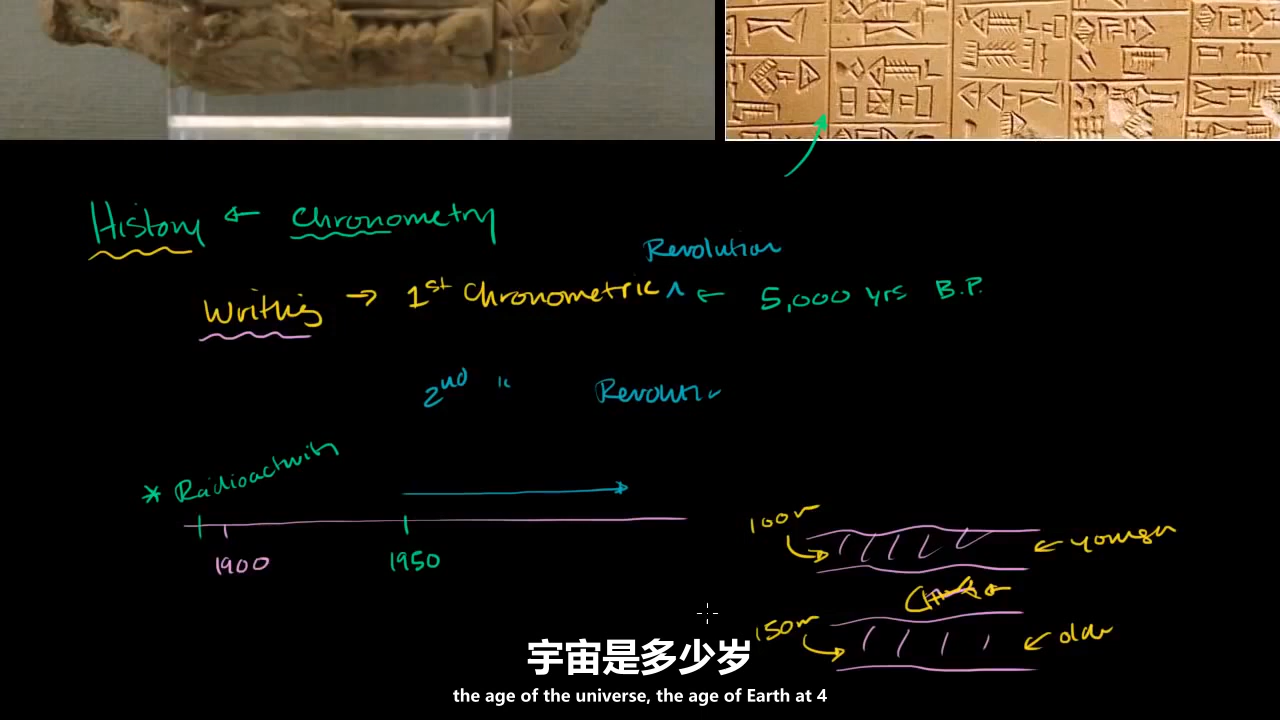 History ← Chronometry
Revolution
Writing → 1st Chronometric ^ ← 5,000 yrs B.P.
2nd " Revolution
* Radioactivity
1900
1950
100m
younger
150m
older
宇宙是多少岁
the age of the universe, the age of Earth at 4